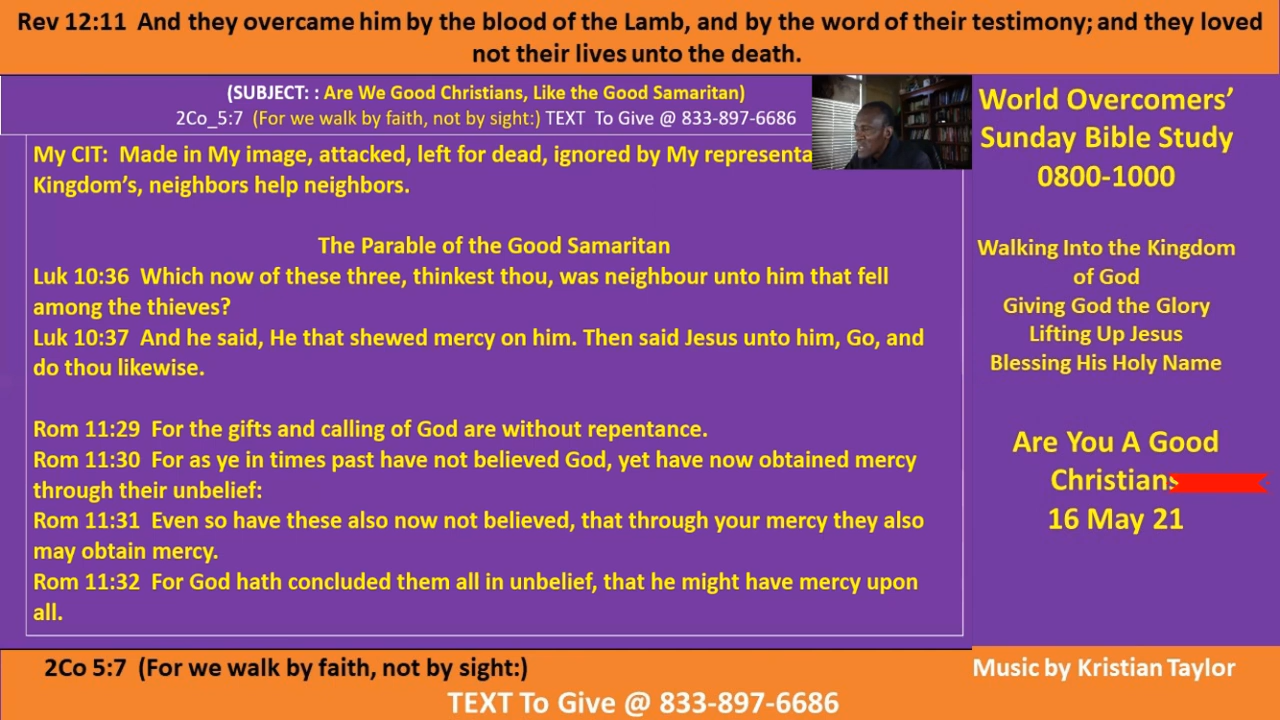 Rev 12:11 And they overcame him by the blood of the Lamb, and by the word of their testimony; and they loved
not their lives unto the death.
(SUBJECT: : Are We Good Christians, Like the Good Samaritan)
2Co_5:7 (For we walk by faith, not by sight:) TEXT To Give @ 833-897-6686
My CIT: Made in My image, attacked, left for dead, ignored by My
Kingdom's, neighbors help neighbors.
The Parable of the Good Samaritan
Luk 10:36 Which now of these three, thinkest thou, was neighbour unto him that fell
among the thieves?
Luk 10:37 And he said, He that shewed mercy on him. Then said Jesus unto him, Go, and
do thou likewise.
Rom 11:29 For the gifts and calling of God are without repentance.
Rom 11:30 For as ye in times past have not believed God, yet have now obtained mercy
through their unbelief:
Rom 11:31 Even so have these also now not believed, that through your mercy they also
may obtain mercy.
Rom 11:32 For God hath concluded them all in unbelief, that he might have mercy upon
all.
World Overcomers'
Sunday Bible Study
0800-1000
Walking Into the Kingdom
of God
Giving God the Glory
Lifting Up Jesus
Blessing His Holy Name
Are You A Good
Christians
16 May 21
2Co 5:7 (For we walk by faith, not by sight:)
Music by Kristian Taylor
TEXT To Give @ 833-897-6686